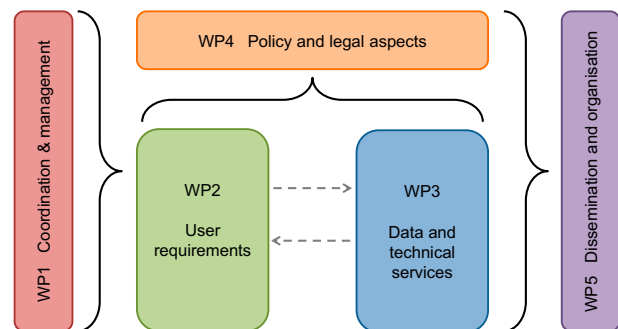 WP1 Coordination & management
WP4 Policy and legal aspects
WP2
User
requirements
WP3
Data and
technical
services
WP5 Dissemination and organisation